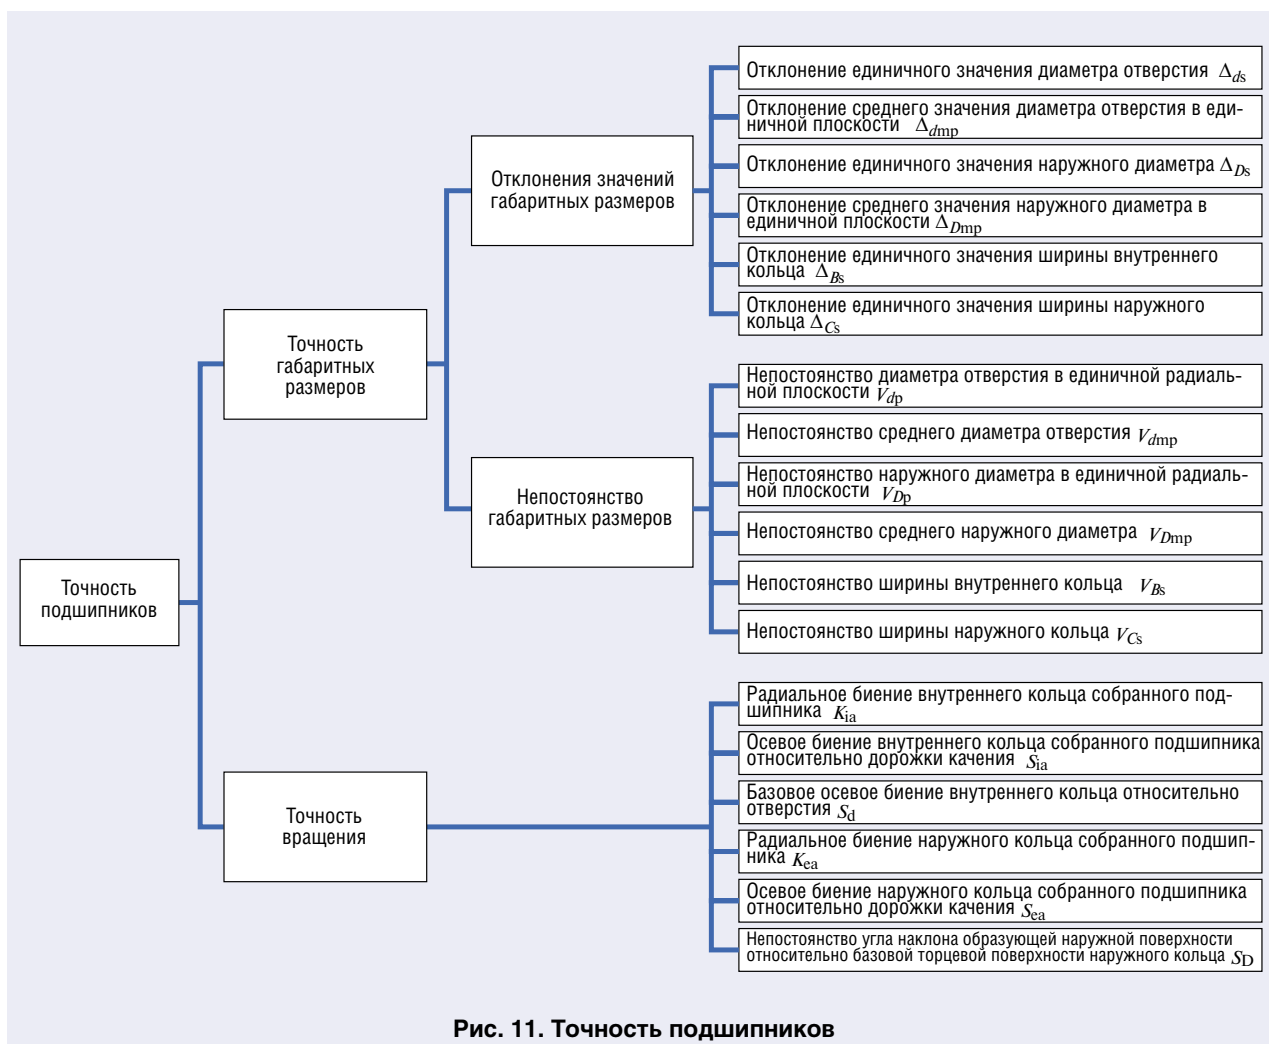 Точность
подшипников
Точность
габаритных
размеров
Отклонения значений
габаритных размеров
Отклонение единичного значения диаметра отверстия Δds
Отклонение среднего значения диаметра отверстия в еди-
ничной плоскости Δdmp
Отклонение единичного значения наружного диаметра ΔDs
Отклонение среднего значения наружного диаметра в
единичной плоскости ΔDmp
Отклонение единичного значения ширины внутреннего
кольца ΔBs
Отклонение единичного значения ширины наружного
кольца ΔCs
Непостоянство
габаритных размеров
Непостоянство диаметра отверстия в единичной радиаль-
ной плоскости Vdp
Непостоянство среднего диаметра отверстия Vdmp
Непостоянство наружного диаметра в единичной радиаль-
ной плоскости VDp
Непостоянство среднего наружного диаметра VDmp
Непостоянство ширины внутреннего кольца VBs
Непостоянство ширины наружного кольца VCs
Точность
вращения
Радиальное биение внутреннего кольца собранного под-
шипника Kia
Осевое биение внутреннего кольца собранного подшипника
относительно дорожки качения Sia
Базовое осевое биение внутреннего кольца относительно
отверстия Sd
Радиальное биение наружного кольца собранного подшип-
ника Kea
Осевое биение наружного кольца собранного подшипника
относительно дорожки качения Sea
Непостоянство угла наклона образующей наружной поверхности
относительно базовой торцевой поверхности наружного кольца SD
Рис. 11. Точность подшипников